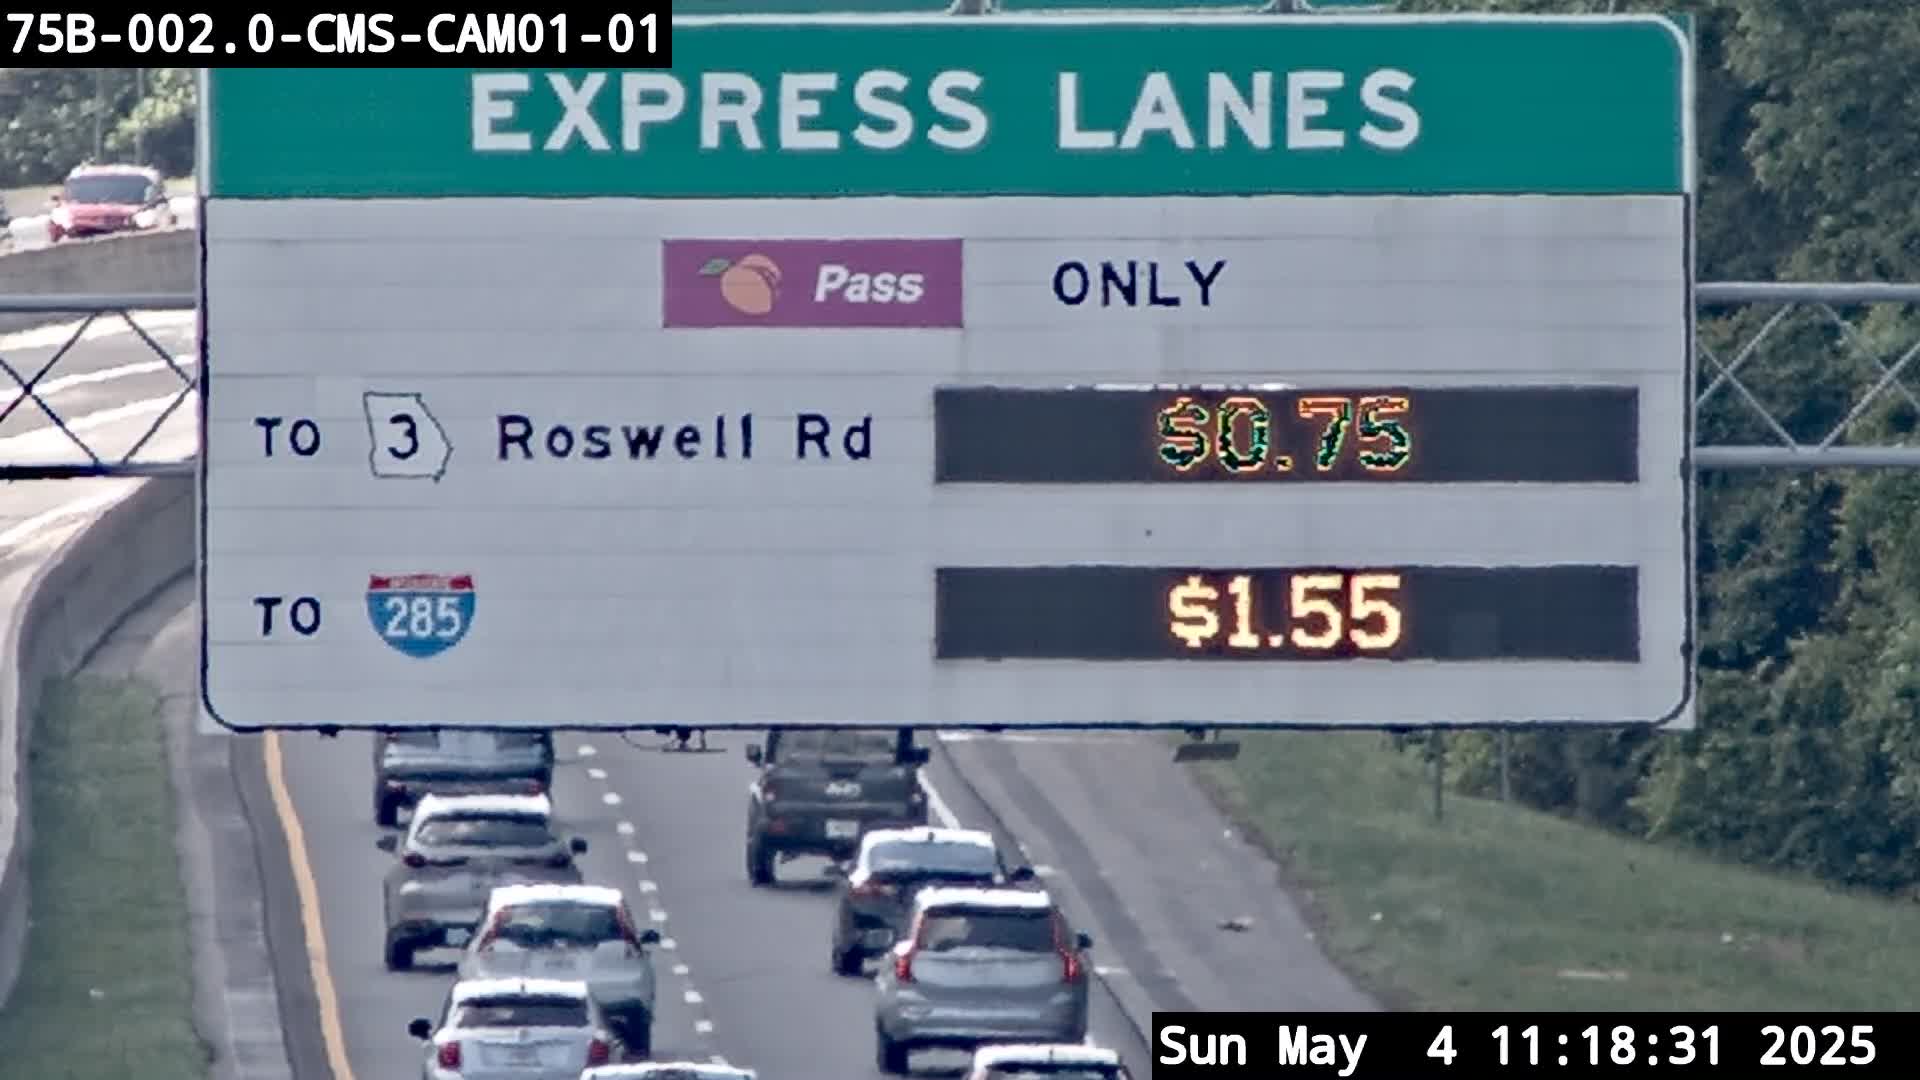 75B-002.0-CMS-CAM01-01
EXPRESS LANES
Pass ONLY
TO 3 Roswell Rd $0.75
TO 285 $1.55
Sun May 4 11:18:31 2025